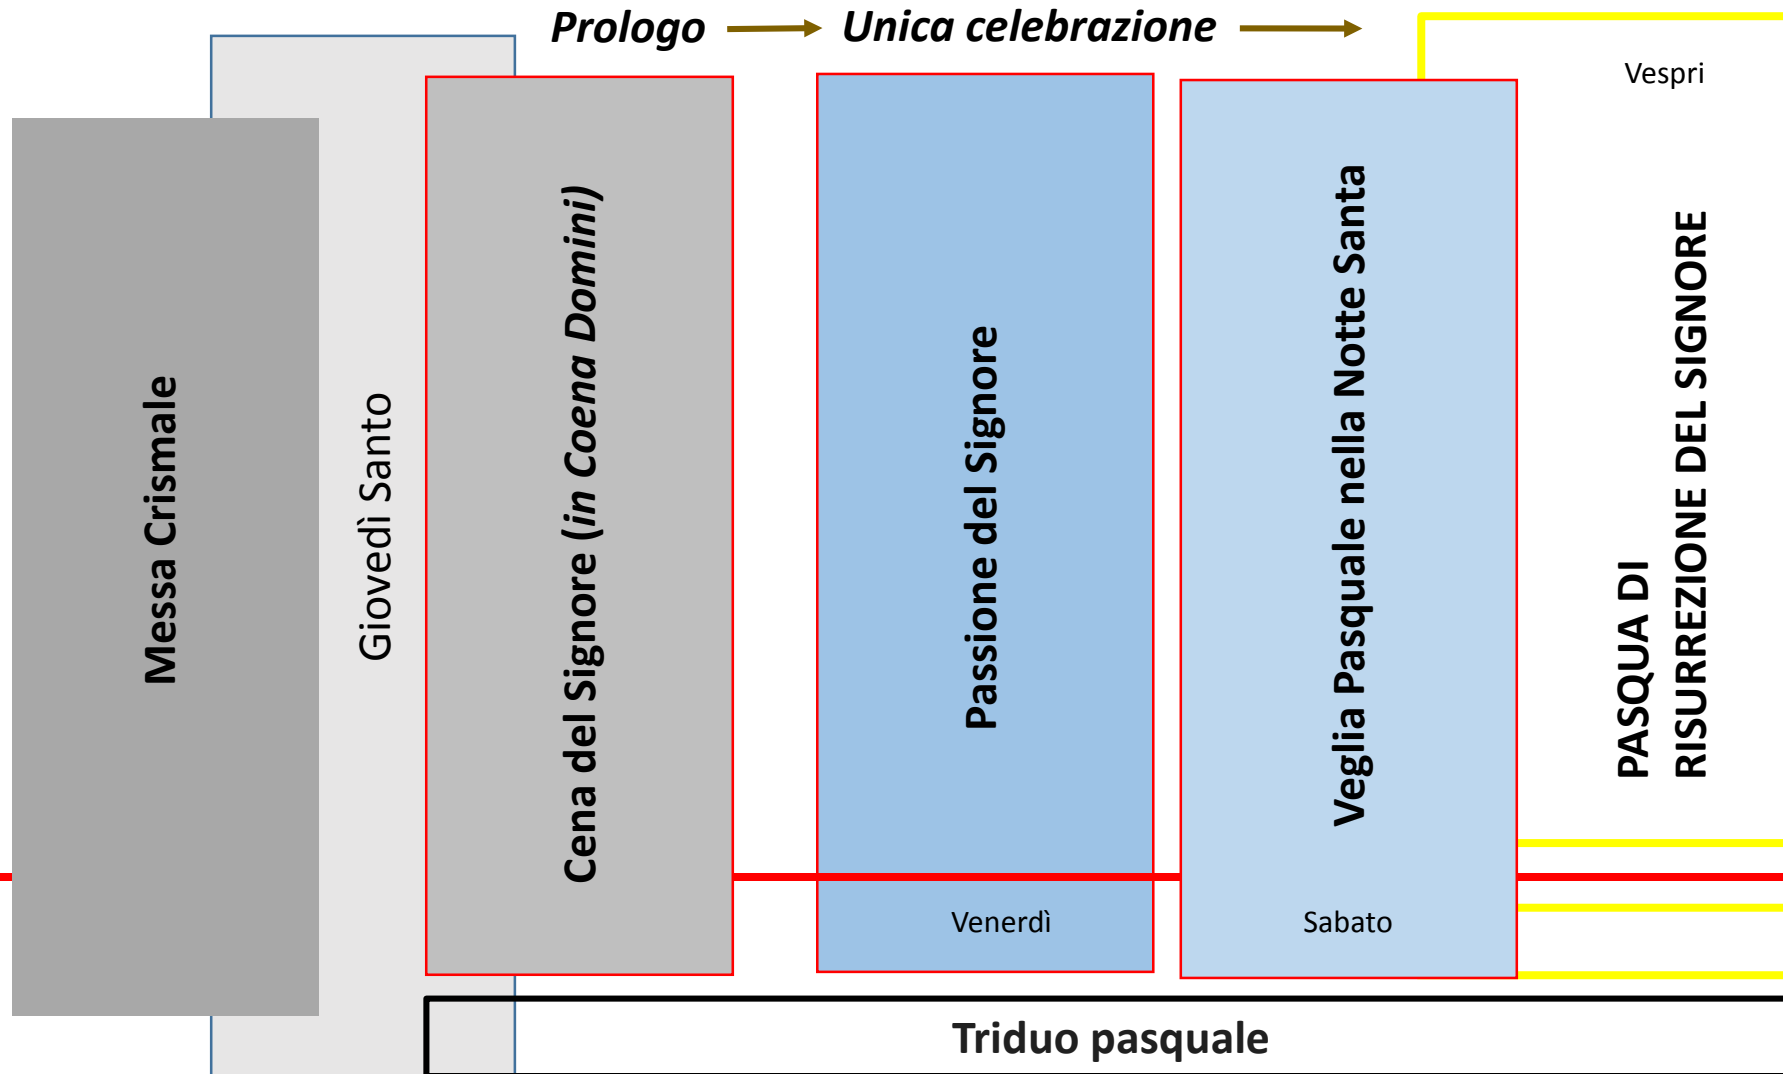 Prologo
Unica celebrazione
Vespri
Messa Crismale
Giovedì Santo
Cena del Signore (in Coena Domini)
Passione del Signore
Venerdì
Veglia Pasquale nella Notte Santa
Sabato
PASQUA DI
RISURREZIONE DEL SIGNORE
Triduo pasquale